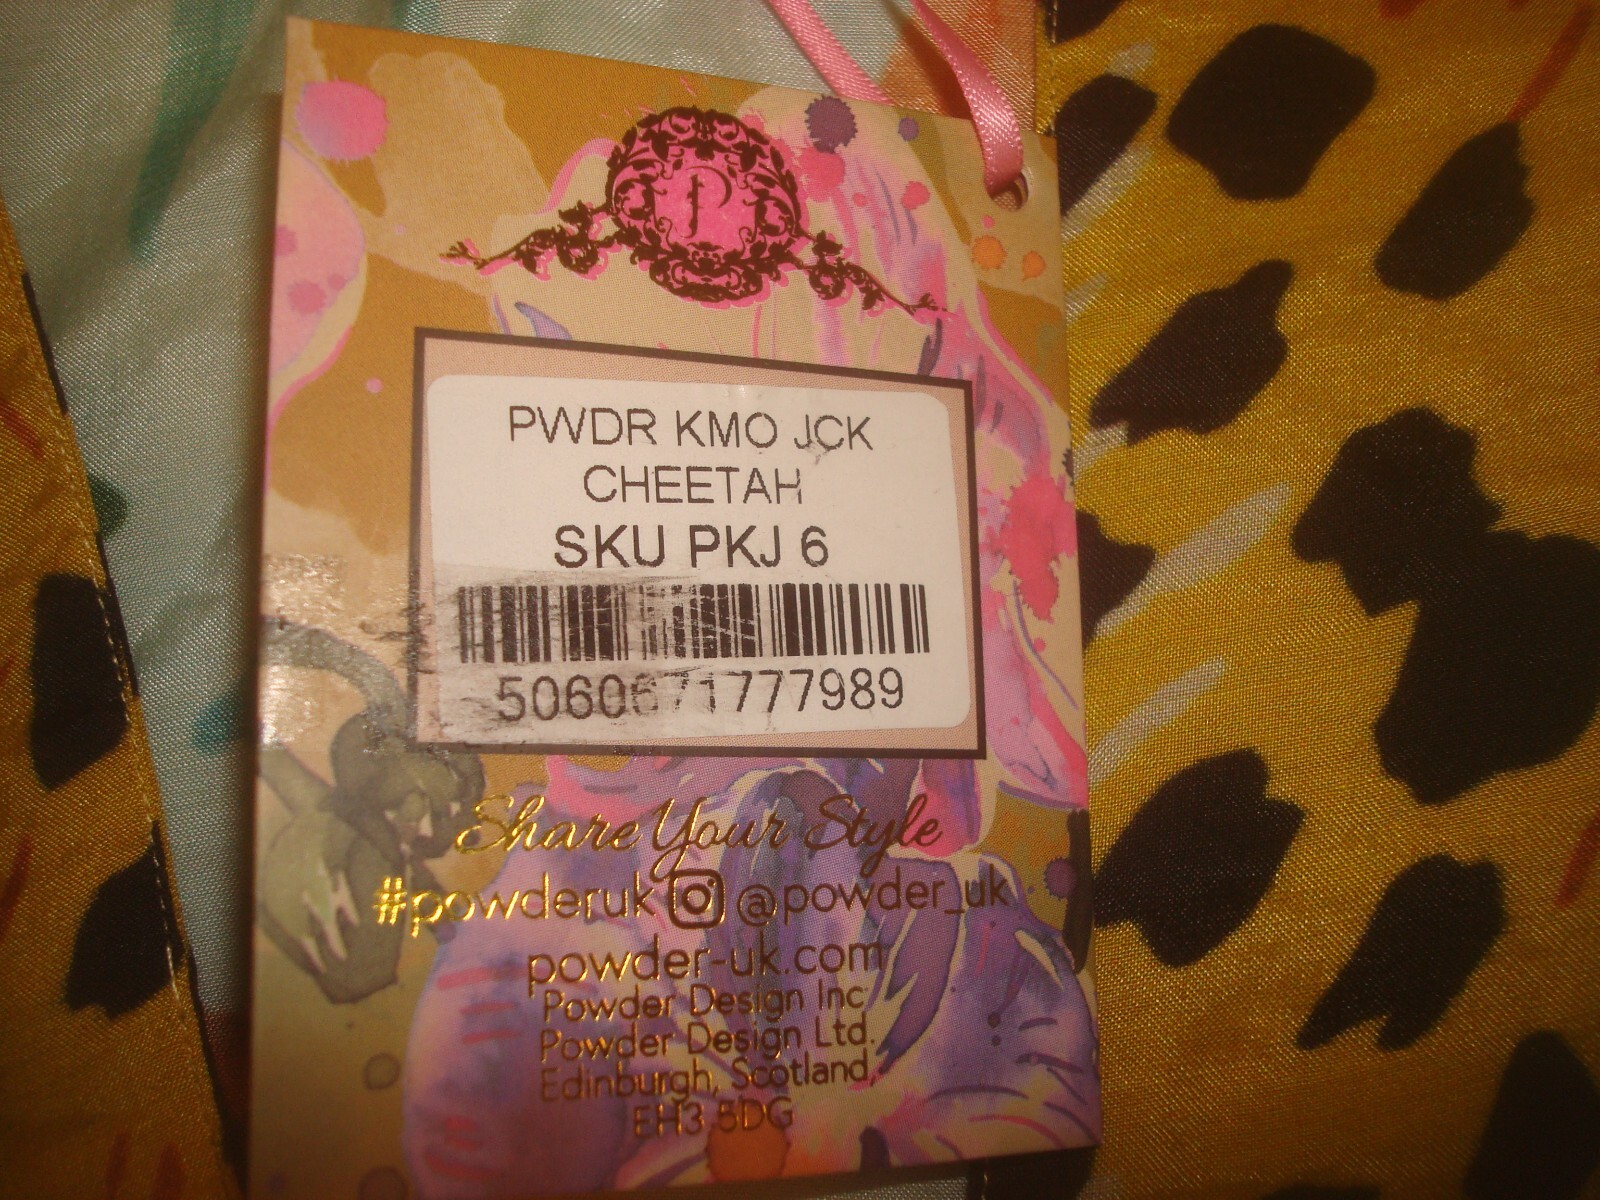 P
PWDR KMO JCK
CHEETAH
SKU PKJ 6
5060671777989
Share Your Style
#powderuk @powder_uk
powder-uk.com
Powder Design Inc
Powder Design Ltd.
Edinburgh, Scotland,
EH3 5DG